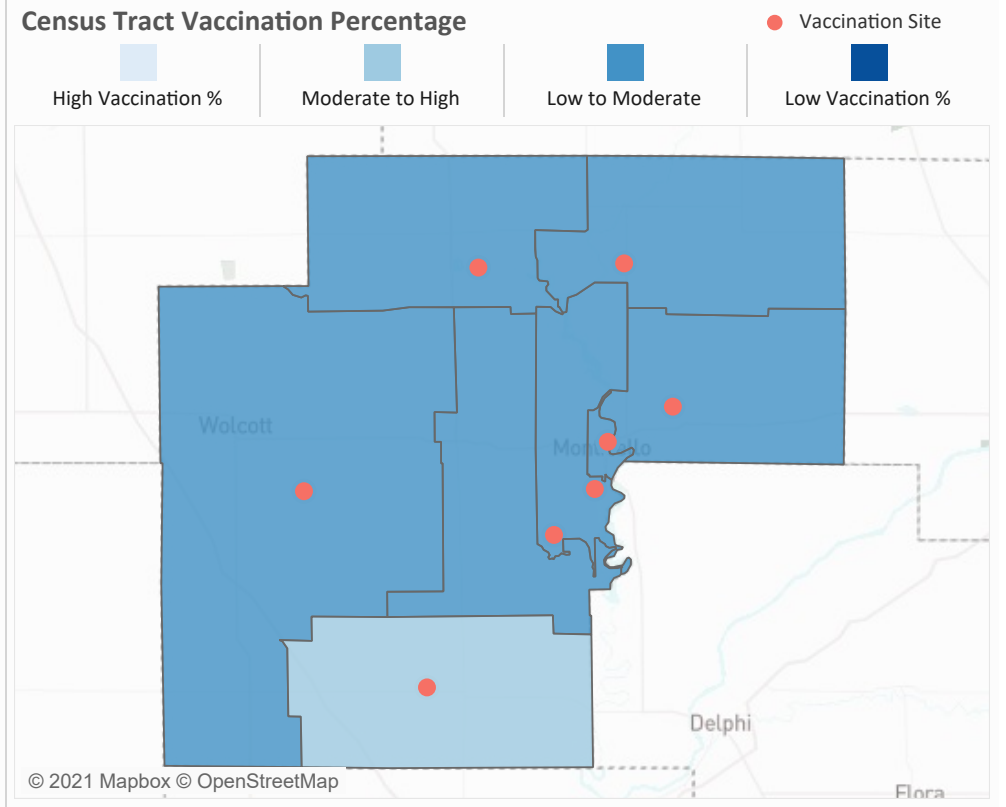 Census Tract Vaccination Percentage
Vaccination Site
High Vaccination %
Moderate to High
Low to Moderate
Low Vaccination %
Wolcott
Monticello
Delphi
Flora
© 2021 Mapbox © OpenStreetMap